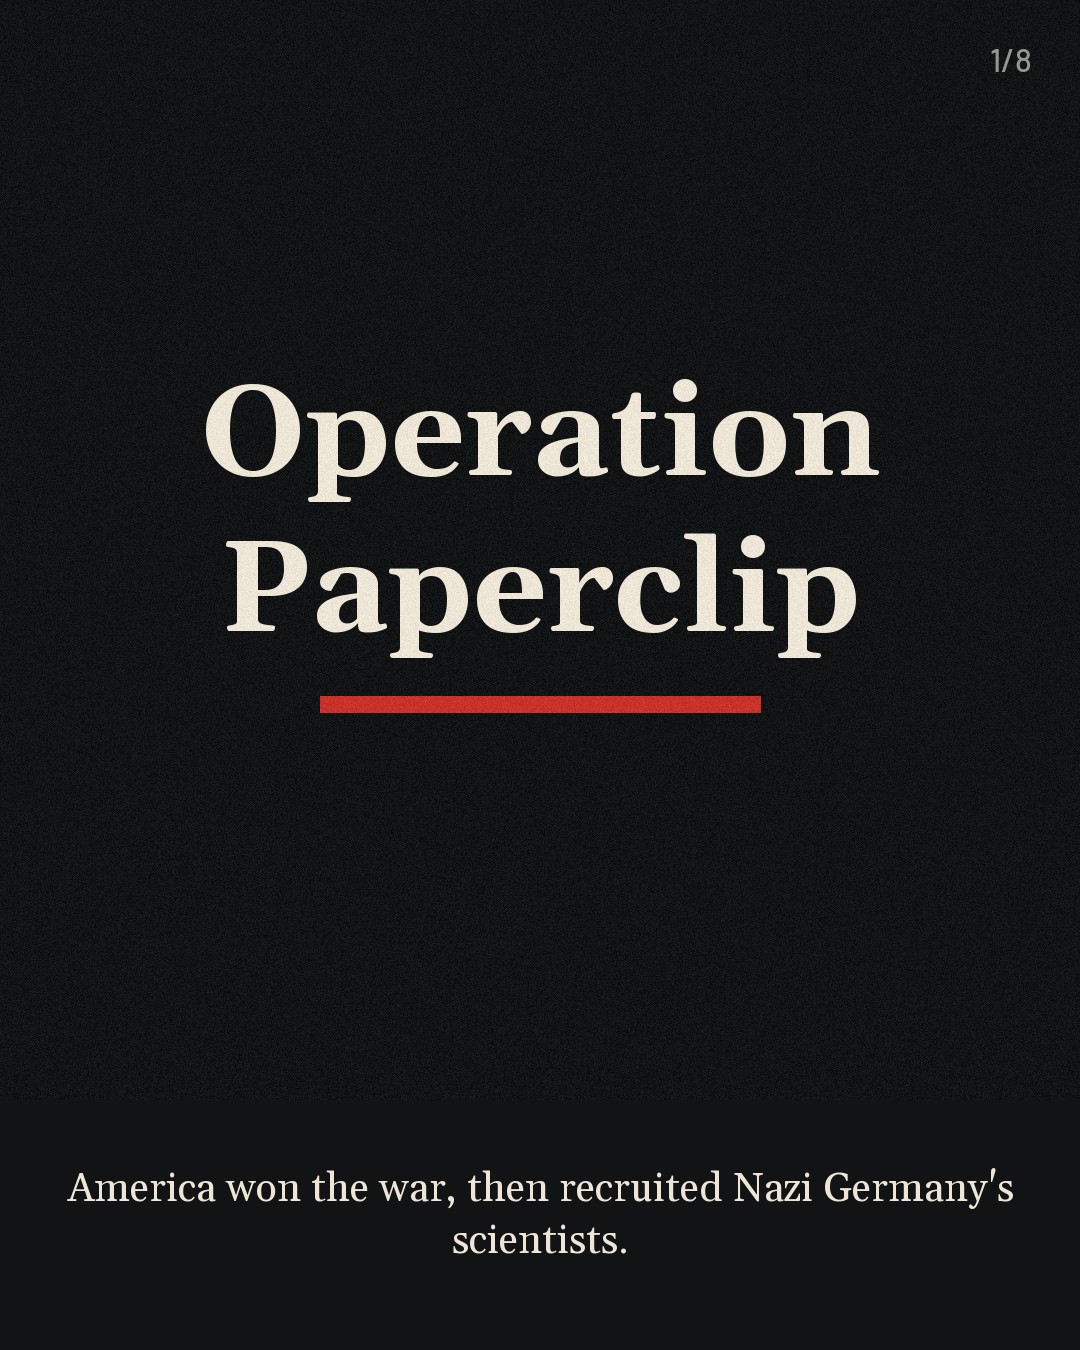 1/8
Operation
Paperclip
America won the war, then recruited Nazi Germany's
scientists.